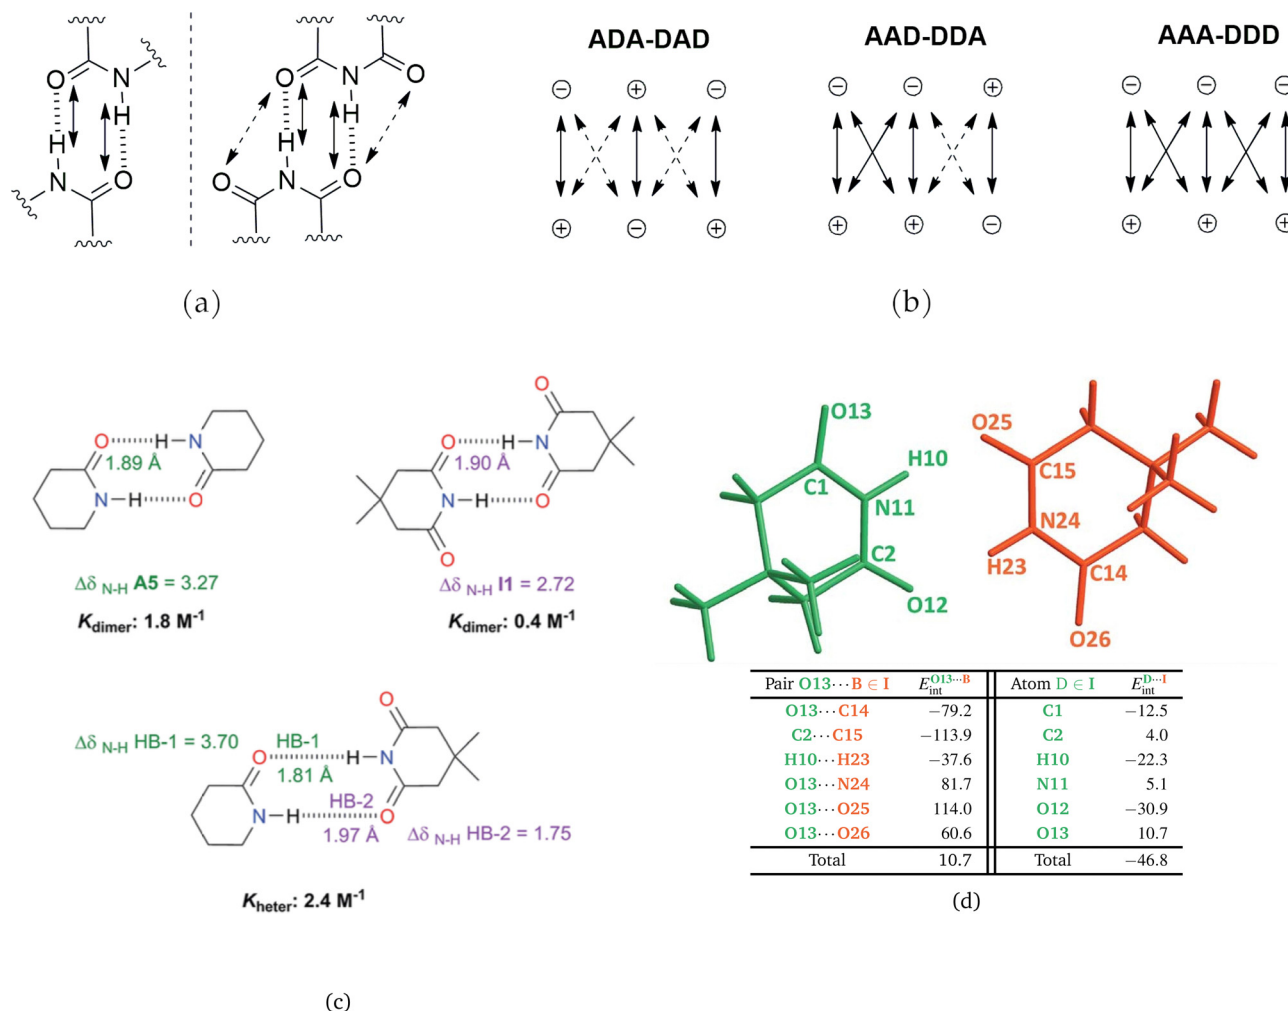 O N H H N O
O N H O O H N O
(a)
ADA-DAD AAD-DDA AAA-DDD
⊖ ⊕ ⊖ ⊖ ⊖ ⊕ ⊖ ⊖ ⊖
⊕ ⊖ ⊕ ⊕ ⊕ ⊖ ⊕ ⊕ ⊕
(b)
O H N
1.89 Å
N H O
Δδ N-H A5 = 3.27
Kdimer: 1.8 M-1
O
O H N
1.90 Å
N H O
O
Δδ N-H I1 = 2.72
Kdimer: 0.4 M-1
O
Δδ N-H HB-1 = 3.70
HB-1
O H N
1.81 Å
HB-2
N H O
1.97 Å
Δδ N-H HB-2 = 1.75
Kheter: 2.4 M-1
(c)
O13
H10
C1
N11
C2
O12
O25
C15
N24
H23
C14
O26
Pair O13···B ∈ I E int O13···B Atom D ∈ I E int D···I
O13···C14 −79.2 C1 −12.5
C2···C15 −113.9 C2 4.0
H10···H23 −37.6 H10 −22.3
O13···N24 81.7 N11 5.1
O13···O25 114.0 O12 −30.9
O13···O26 60.6 O13 10.7
Total 10.7 Total −46.8
(d)